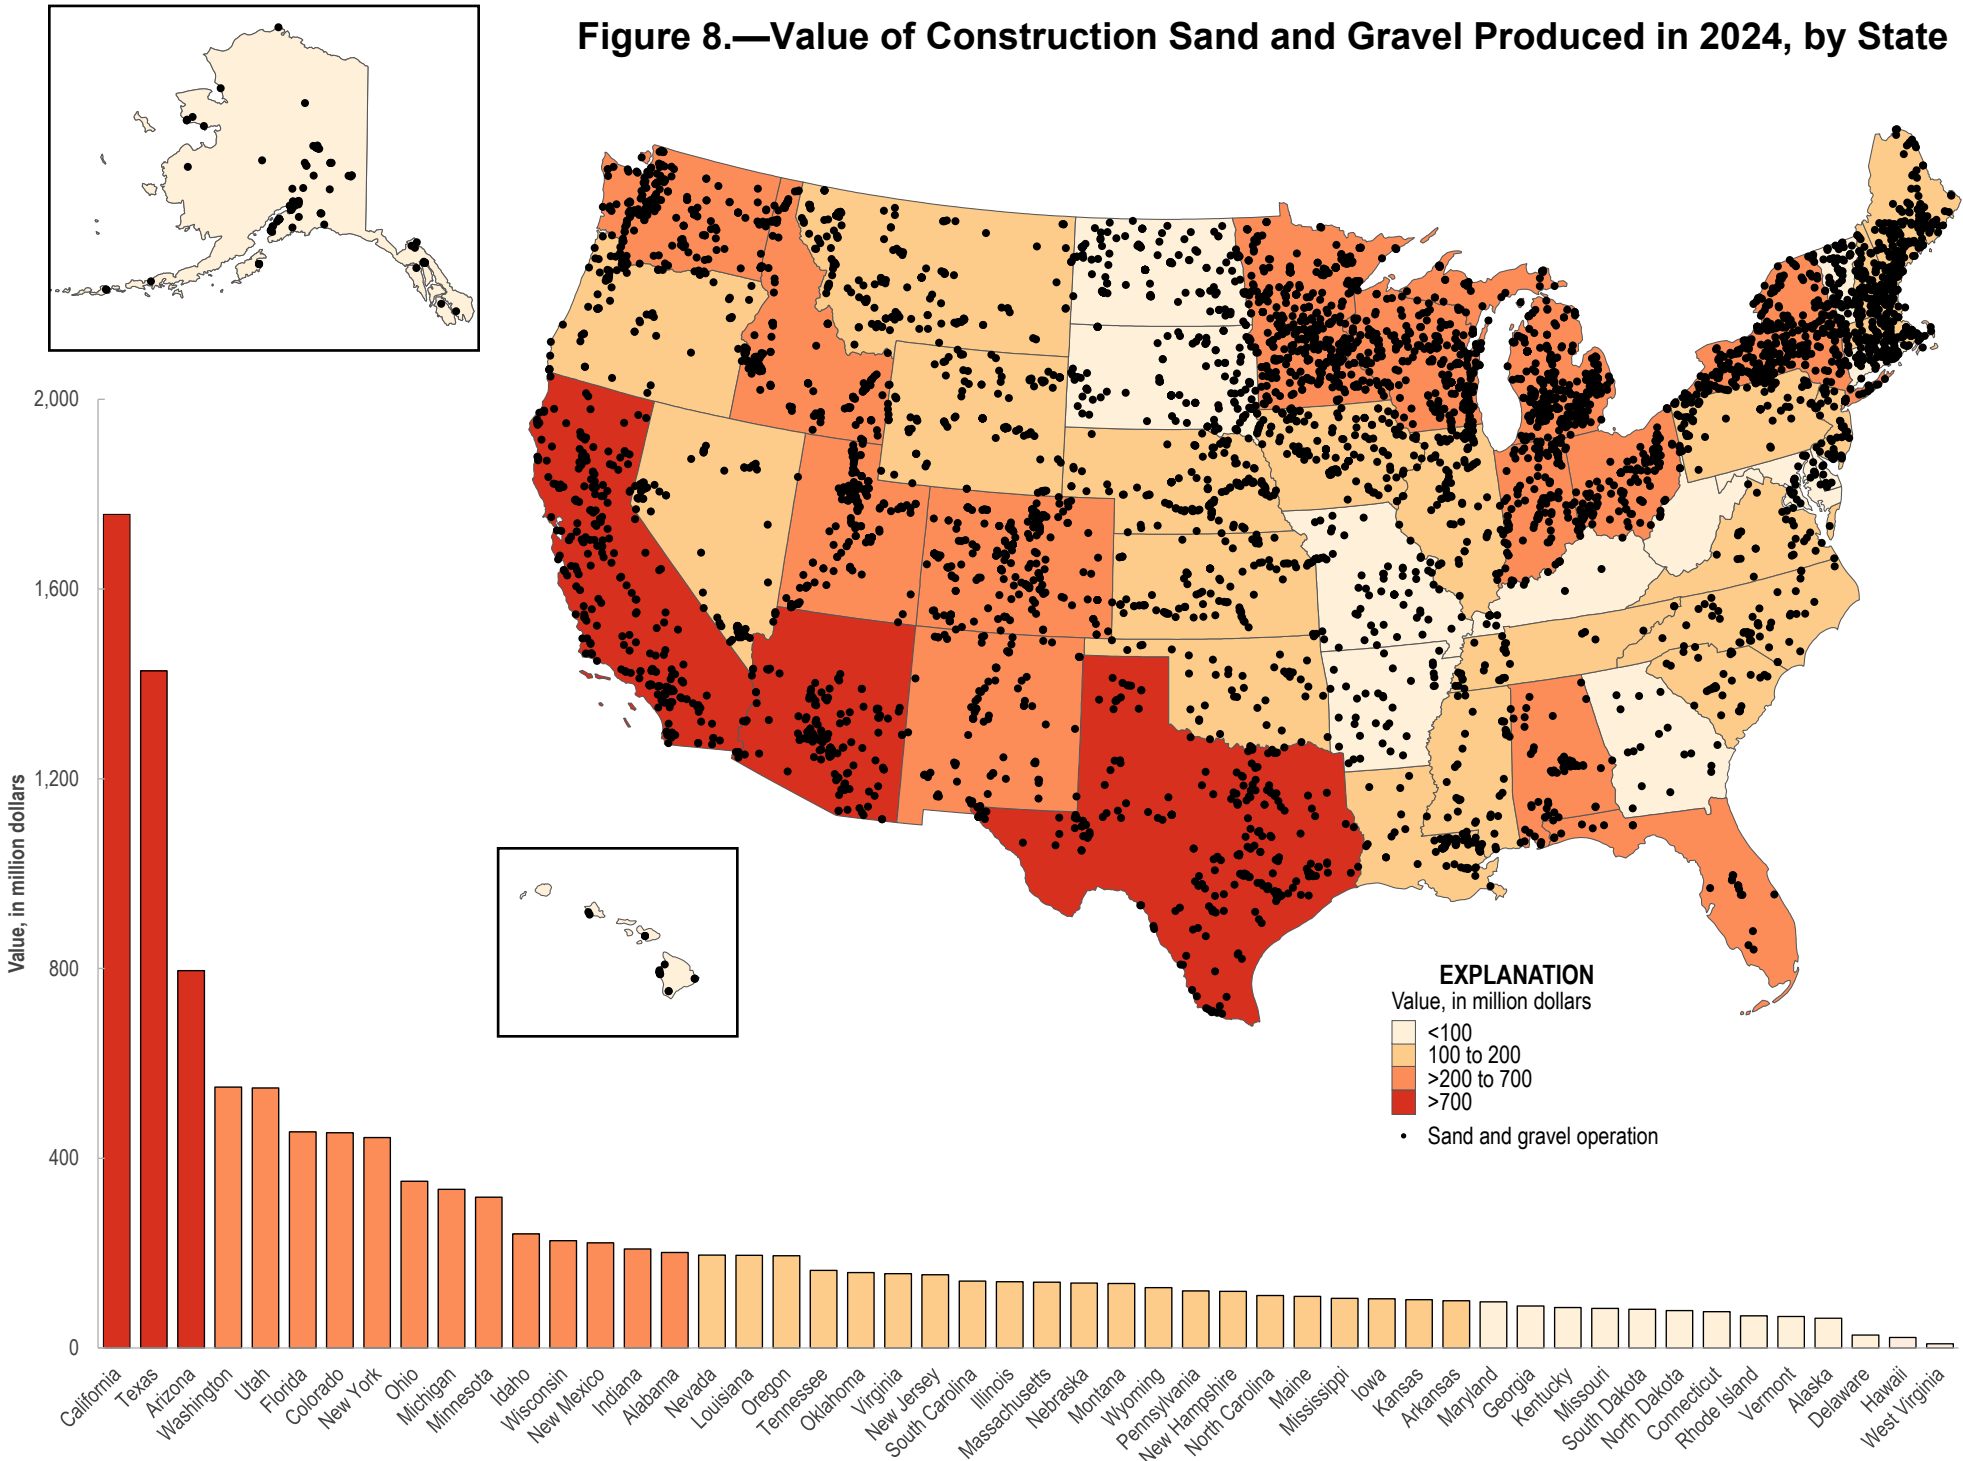 Figure 8.—Value of Construction Sand and Gravel Produced in 2024, by State
Value, in million dollars
2,000
1,600
1,200
800
400
0
EXPLANATION
Value, in million dollars
<100
100 to 200
>200 to 700
>700
Sand and gravel operation
California
Texas
Arizona
Washington
Utah
Florida
Colorado
New York
Ohio
Michigan
Minnesota
Idaho
Wisconsin
New Mexico
Indiana
Alabama
Nevada
Louisiana
Oregon
Tennessee
Oklahoma
Virginia
New Jersey
South Carolina
Illinois
Massachusetts
Nebraska
Montana
Wyoming
Pennsylvania
New Hampshire
North Carolina
Maine
Mississippi
Iowa
Kansas
Arkansas
Maryland
Georgia
Kentucky
Missouri
South Dakota
North Dakota
Connecticut
Rhode Island
Vermont
Alaska
Delaware
Hawaii
West Virginia